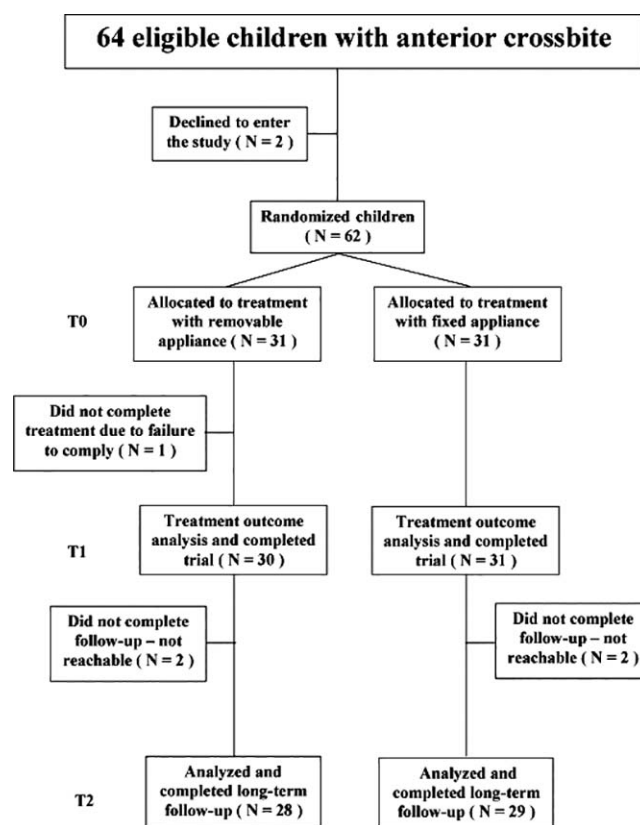 64 eligible children with anterior crossbite
Declined to enter
the study ( N = 2 )
Randomized children
( N = 62 )
T0
Allocated to treatment
with removable
appliance ( N = 31 )
Allocated to treatment
with fixed appliance
( N = 31 )
Did not complete
treatment due to failure
to comply ( N = 1 )
T1
Treatment outcome
analysis and completed
trial ( N = 30 )
Treatment outcome
analysis and completed
trial ( N = 31 )
Did not complete
follow-up – not
reachable ( N = 2 )
Did not complete
follow-up – not
reachable ( N = 2 )
T2
Analyzed and
completed long-term
follow-up ( N = 28 )
Analyzed and
completed long-term
follow-up ( N = 29 )